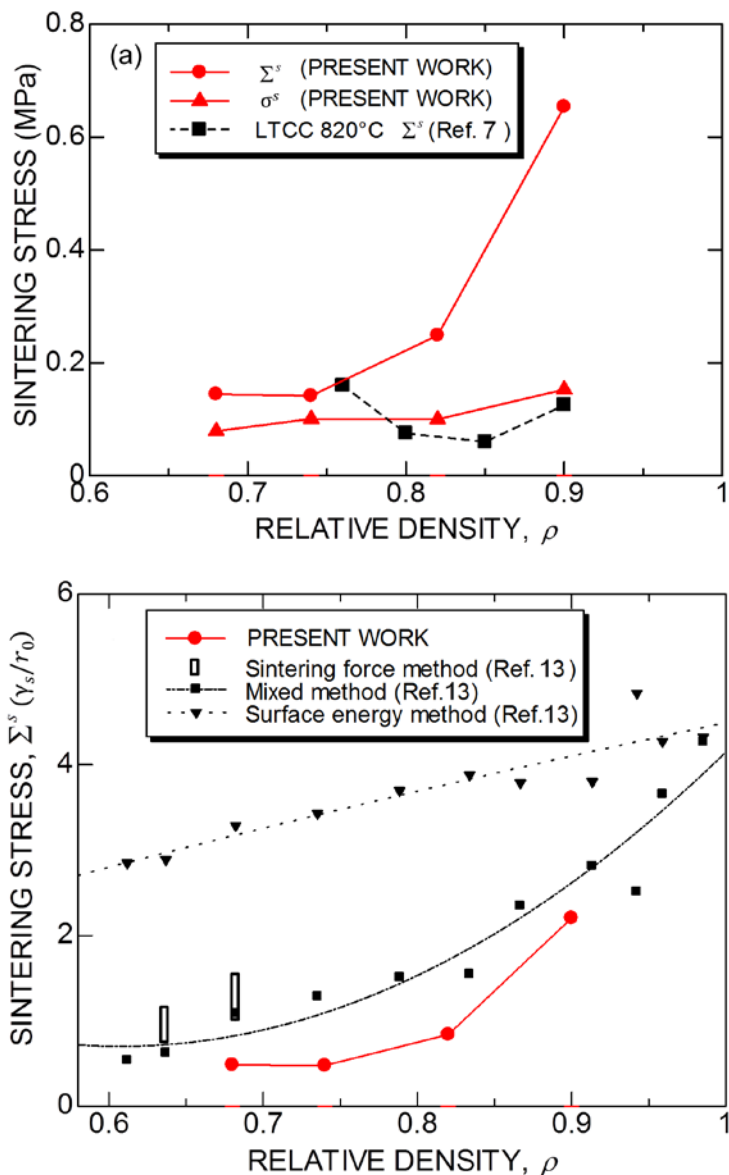 0.8
(a)
Σˢ (PRESENT WORK)
σˢ (PRESENT WORK)
LTCC 820°C Σˢ (Ref. 7 )
0.6
0.4
0.2
0
SINTERING STRESS (MPa)
0.6 0.7 0.8 0.9 1
RELATIVE DENSITY, ρ
6
PRESENT WORK
Sintering force method (Ref. 13 )
Mixed method (Ref.13)
Surface energy method (Ref.13)
4
2
0
SINTERING STRESS, Σˢ (γₛ/r₀)
0.6 0.7 0.8 0.9 1
RELATIVE DENSITY, ρ